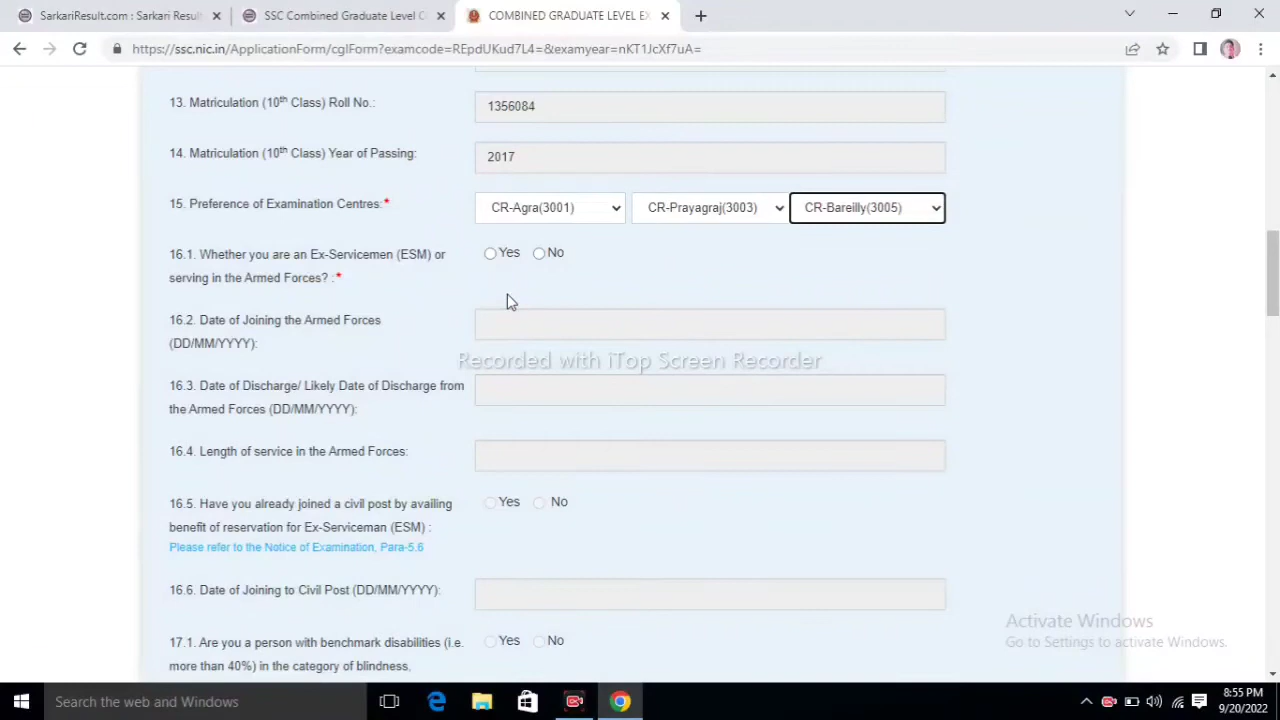 SarkariResult.com : Sarkari Result
SSC Combined Graduate Level C
COMBINED GRADUATE LEVEL EX
https://ssc.nic.in/ApplicationForm/cglForm?examcode=REpdUKud7L4=&examyear=nKT1JcXf7uA=
13. Matriculation (10th Class) Roll No.: 1356084
14. Matriculation (10th Class) Year of Passing: 2017
15. Preference of Examination Centres:* CR-Agra(3001) CR-Prayagraj(3003) CR-Bareilly(3005)
16.1. Whether you are an Ex-Servicemen (ESM) or Yes No
serving in the Armed Forces? :*
16.2. Date of Joining the Armed Forces
(DD/MM/YYYY):
Recorded with iTop Screen Recorder
16.3. Date of Discharge/ Likely Date of Discharge from
the Armed Forces (DD/MM/YYYY):
16.4. Length of service in the Armed Forces:
16.5. Have you already joined a civil post by availing Yes No
benefit of reservation for Ex-Serviceman (ESM) :
Please refer to the Notice of Examination, Para-5.6
16.6. Date of Joining to Civil Post (DD/MM/YYYY):
Activate Windows
Go to Settings to activate Windows.
17.1. Are you a person with benchmark disabilities (i.e. Yes No
more than 40%) in the category of blindness,
Search the web and Windows
8:55 PM
9/20/2022